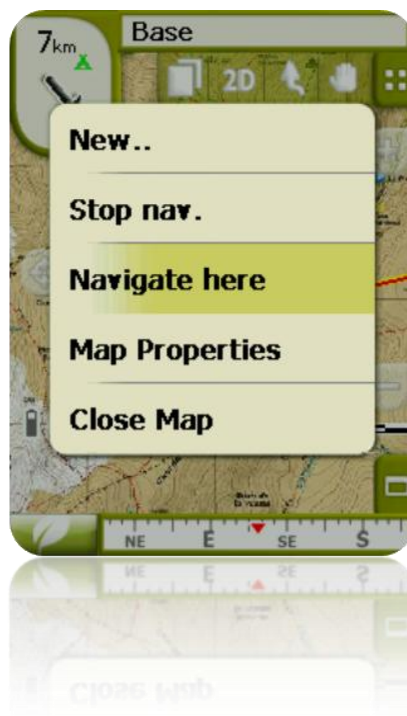 7km
Base
2D
New..
Stop nav.
Navigate here
Map Properties
Close Map
NE E SE S